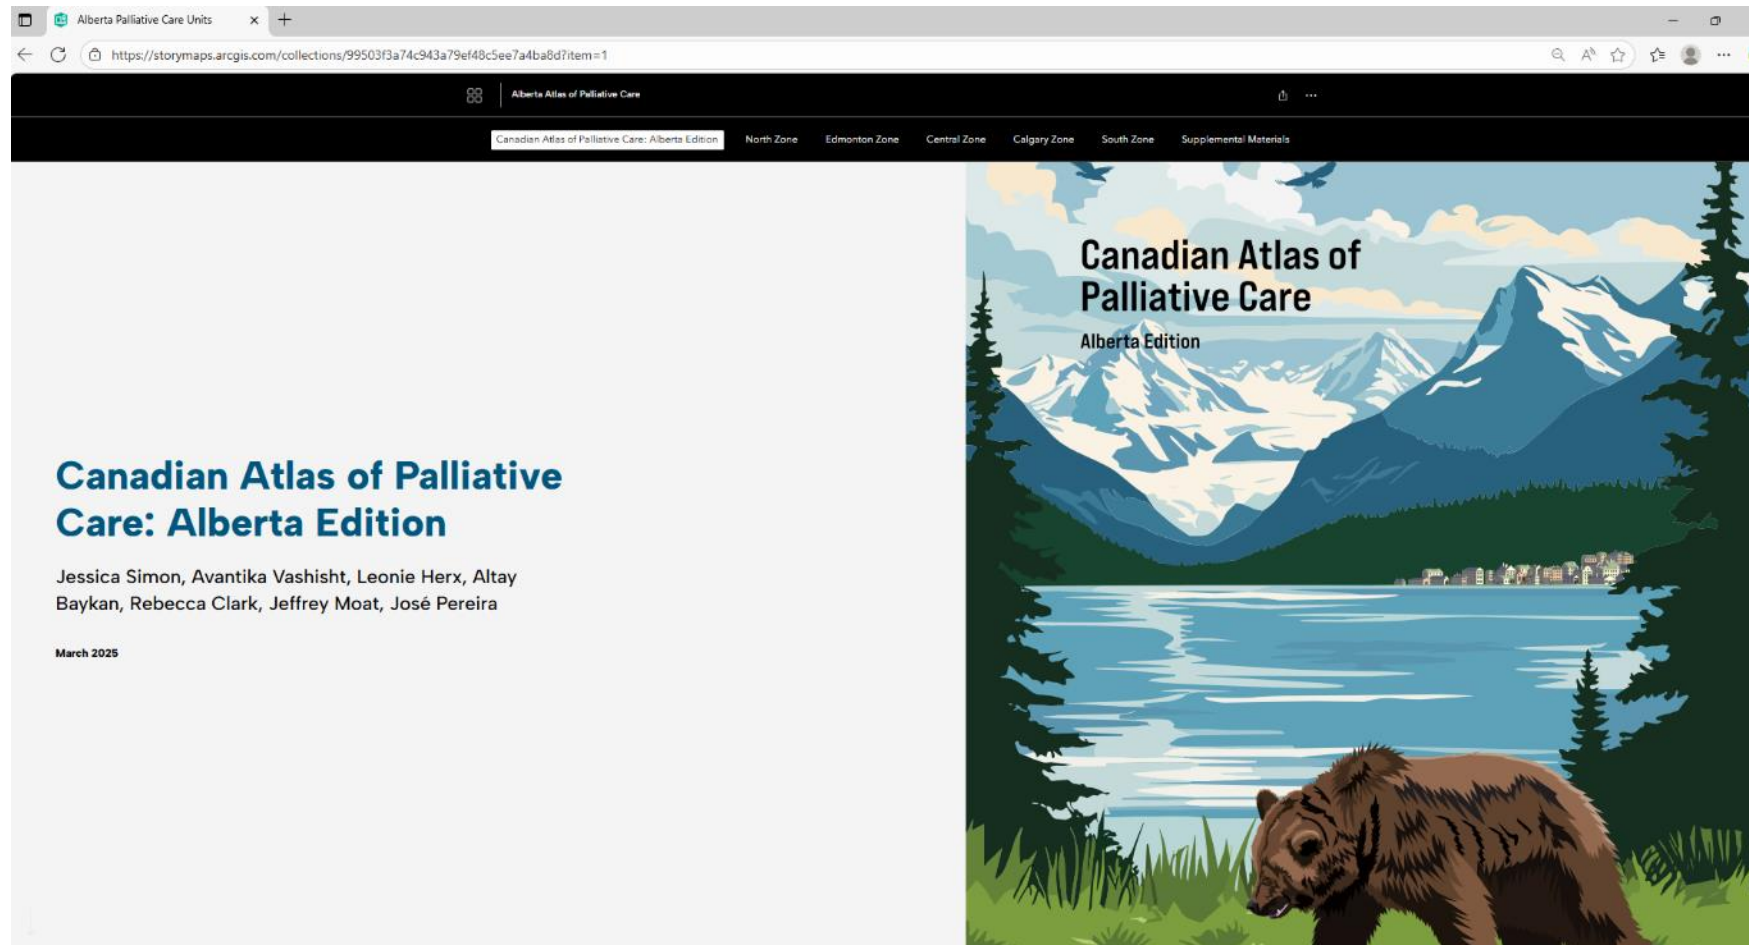 Alberta Palliative Care Units
https://storymaps.arcgis.com/collections/99503f3a74c943a79ef48c5ee7a4ba8d?item=1
Alberta Atlas of Palliative Care
Canadian Atlas of Palliative Care: Alberta Edition North Zone Edmonton Zone Central Zone Calgary Zone South Zone Supplemental Materials
Canadian Atlas of
Palliative Care
Alberta Edition
Canadian Atlas of Palliative
Care: Alberta Edition
Jessica Simon, Avantika Vashisht, Leonie Herx, Altay
Baykan, Rebecca Clark, Jeffrey Moat, José Pereira
March 2025